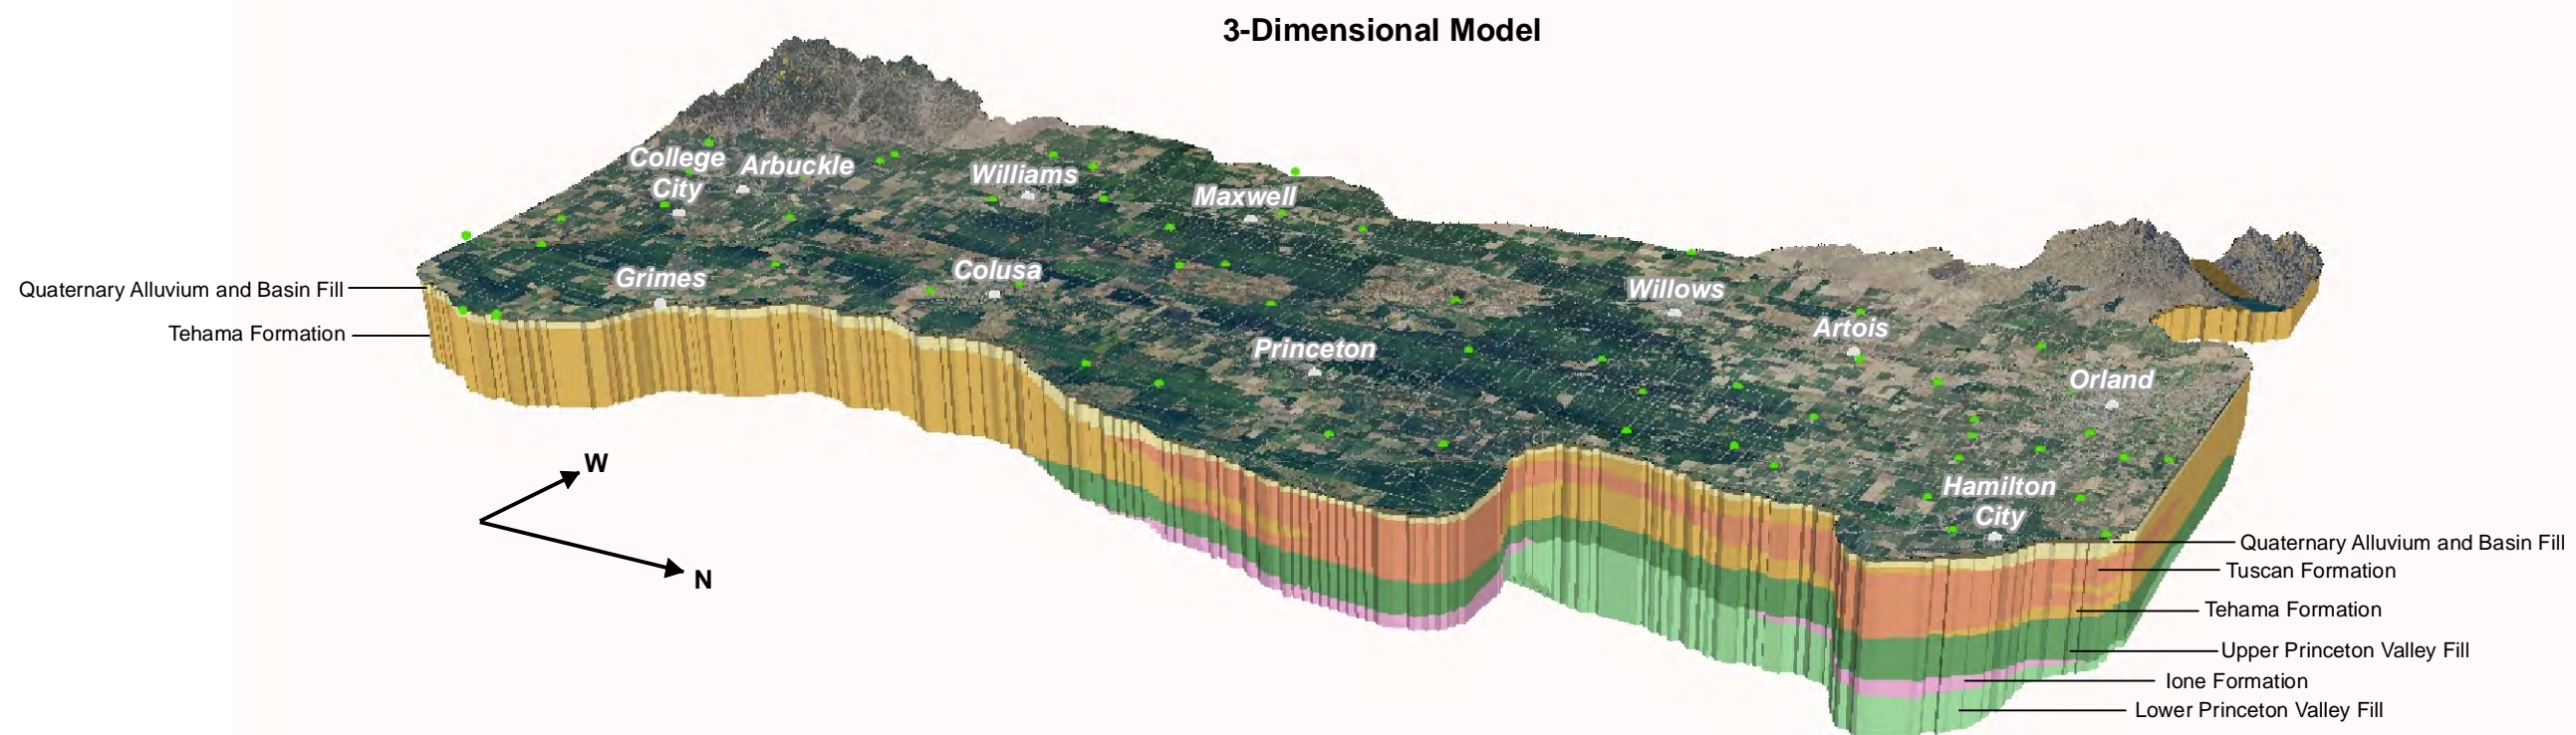 3-Dimensional Model
College
City
Arbuckle
Williams
Maxwell
Grimes
Colusa
Quaternary Alluvium and Basin Fill
Tehama Formation
Willows
Artois
Princeton
Orland
W
N
Hamilton
City
Quaternary Alluvium and Basin Fill
Tuscan Formation
Tehama Formation
Upper Princeton Valley Fill
Ione Formation
Lower Princeton Valley Fill